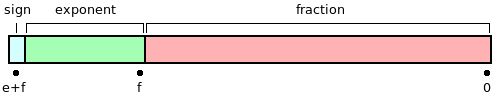 sign exponent fraction
e+f f 0